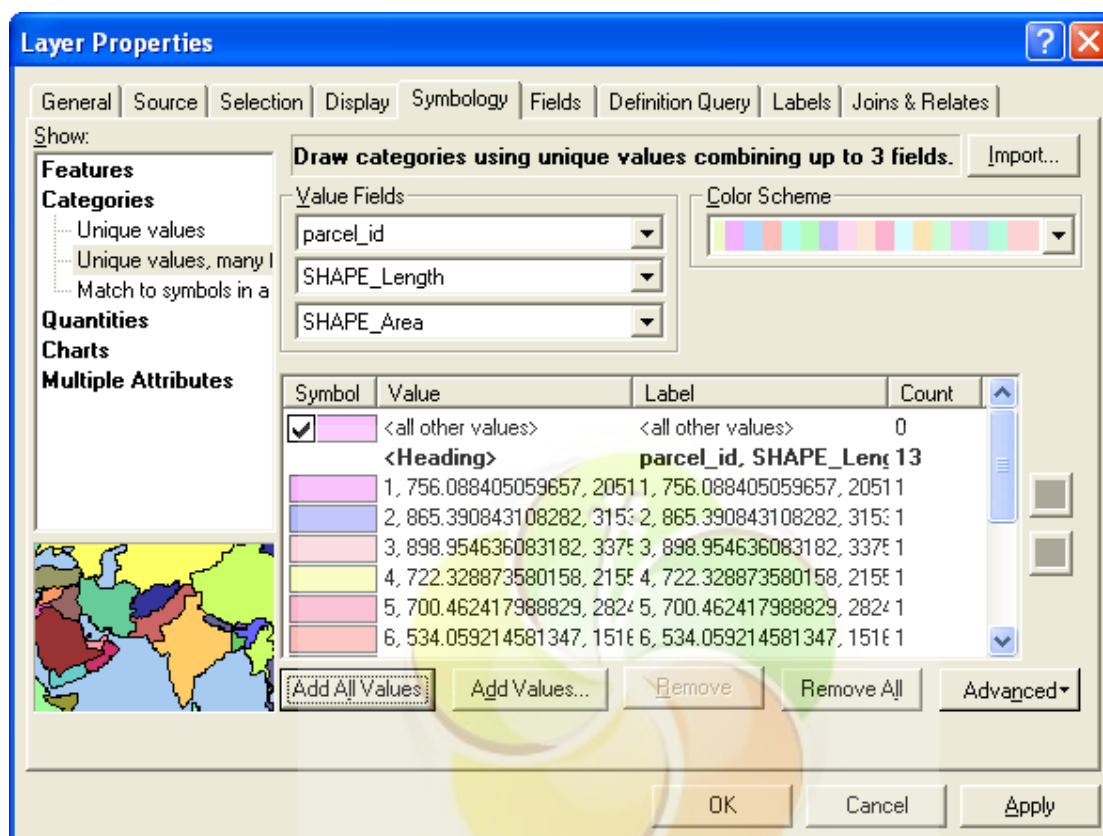 Layer Properties
General Source Selection Display Symbology Fields Definition Query Labels Joins & Relates
Show:
Features
Categories
Unique values
Unique values, many f
Match to symbols in a
Quantities
Charts
Multiple Attributes
Draw categories using unique values combining up to 3 fields.
Import...
Value Fields
parcel_id
SHAPE_Length
SHAPE_Area
Color Scheme
Symbol Value Label Count
<all other values> <all other values> 0
<Heading> parcel_id, SHAPE_Leng 13
1, 756.088405059657, 2051 1, 756.088405059657, 2051 1
2, 865.390843108282, 3153 2, 865.390843108282, 3153 1
3, 898.954636083182, 3375 3, 898.954636083182, 3375 1
4, 722.328873580158, 2155 4, 722.328873580158, 2155 1
5, 700.462417988829, 2824 5, 700.462417988829, 2824 1
6, 534.059214581347, 1516 6, 534.059214581347, 1516 1
Add All Values Add Values... Remove Remove All Advanced
OK Cancel Apply